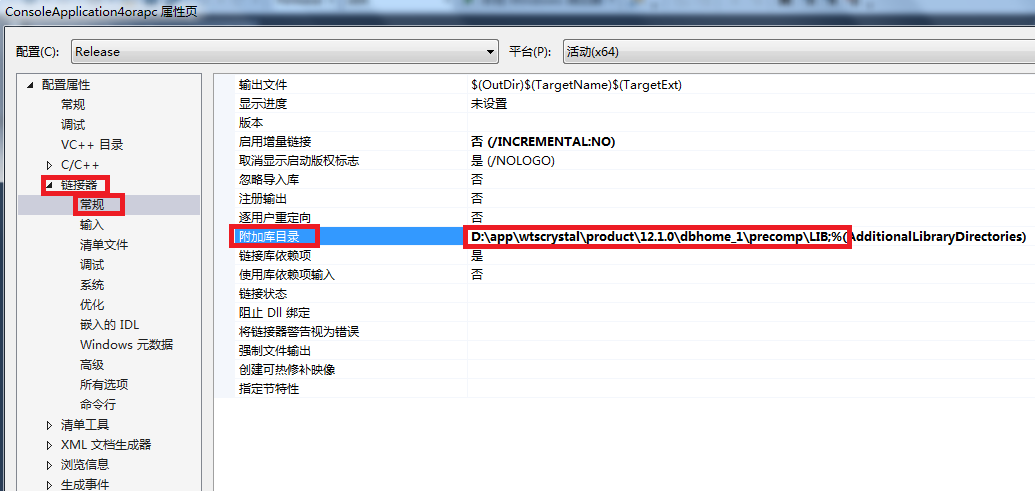 ConsoleApplication4orapc 属性页
配置(C): Release 平台(P): 活动(x64)
配置属性
常规
调试
VC++ 目录
C/C++
链接器
常规
输入
清单文件
调试
系统
优化
嵌入的 IDL
Windows 元数据
高级
所有选项
命令行
清单工具
XML 文档生成器
浏览信息
生成事件
输出文件 $(OutDir)$(TargetName)$(TargetExt)
显示进度 未设置
版本
启用增量链接 否 (/INCREMENTAL:NO)
取消显示启动版权标志 是 (/NOLOGO)
忽略导入库 否
注册输出 否
逐用户重定向 否
附加库目录 D:\app\wtscrystal\product\12.1.0\dbhome_1\precomp\LIB;%(AdditionalLibraryDirectories)
链接库依赖项 是
使用库依赖项输入 否
链接状态
阻止 Dll 绑定
将链接器警告视为错误
强制文件输出
创建可热修补映像
指定节特性